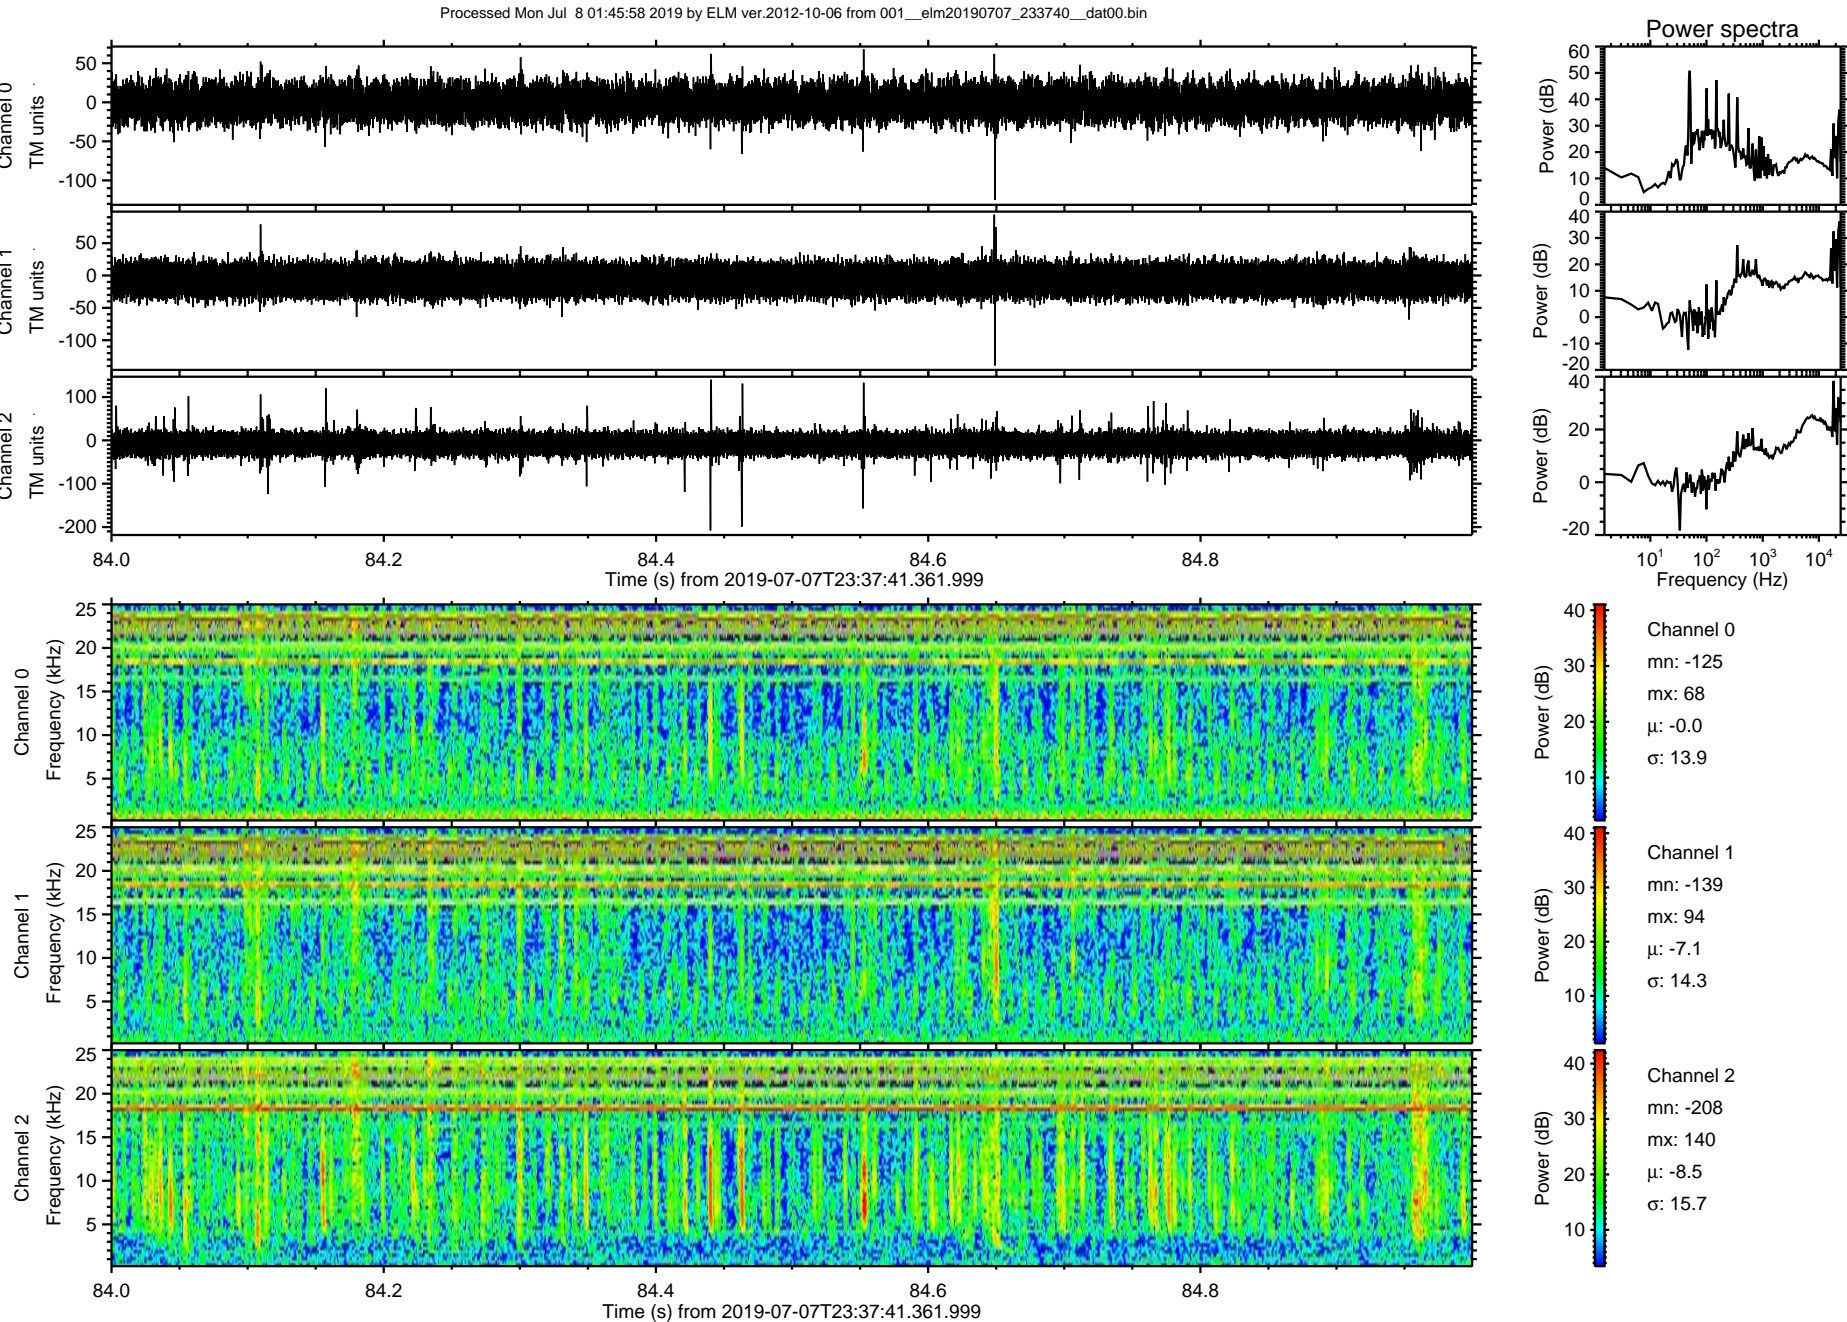 Processed Mon Jul  8 01:45:58 2019 by ELM ver.2012-10-06 from 001__elm20190707_233740__dat00.bin
Power spectra
Channel 0
TM units
50
0
-50
-100
Power (dB)
60
50
40
30
20
10
0
Channel 1
TM units
50
0
-50
-100
Power (dB)
40
30
20
10
0
-10
-20
Channel 2
TM units
100
0
-100
-200
Power (dB)
40
20
0
-20
84.0 84.2 84.4 84.6 84.8
Time (s) from 2019-07-07T23:37:41.361.999
10^1 10^2 10^3 10^4
Frequency (Hz)
Channel 0
Frequency (kHz)
25
20
15
10
5
Power (dB)
40
30
20
10
Channel 0
mn: -125
mx: 68
μ: -0.0
σ: 13.9
Channel 1
Frequency (kHz)
25
20
15
10
5
Power (dB)
40
30
20
10
Channel 1
mn: -139
mx: 94
μ: -7.1
σ: 14.3
Channel 2
Frequency (kHz)
25
20
15
10
5
Power (dB)
40
30
20
10
Channel 2
mn: -208
mx: 140
μ: -8.5
σ: 15.7
84.0 84.2 84.4 84.6 84.8
Time (s) from 2019-07-07T23:37:41.361.999